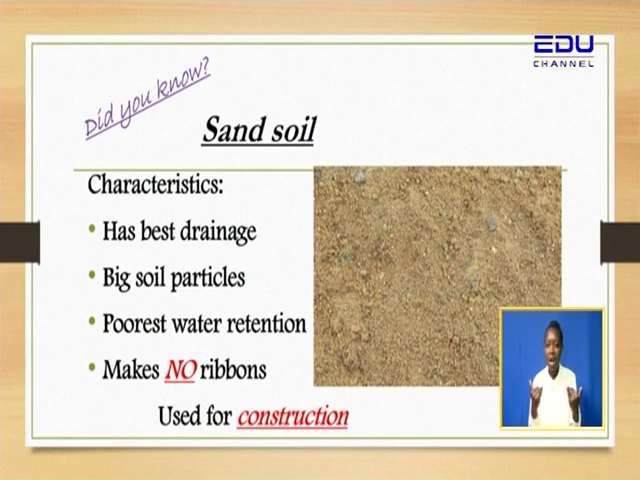 EDU
CHANNEL
Did you know?
Sand soil
Characteristics:
• Has best drainage
• Big soil particles
• Poorest water retention
• Makes NO ribbons
Used for construction